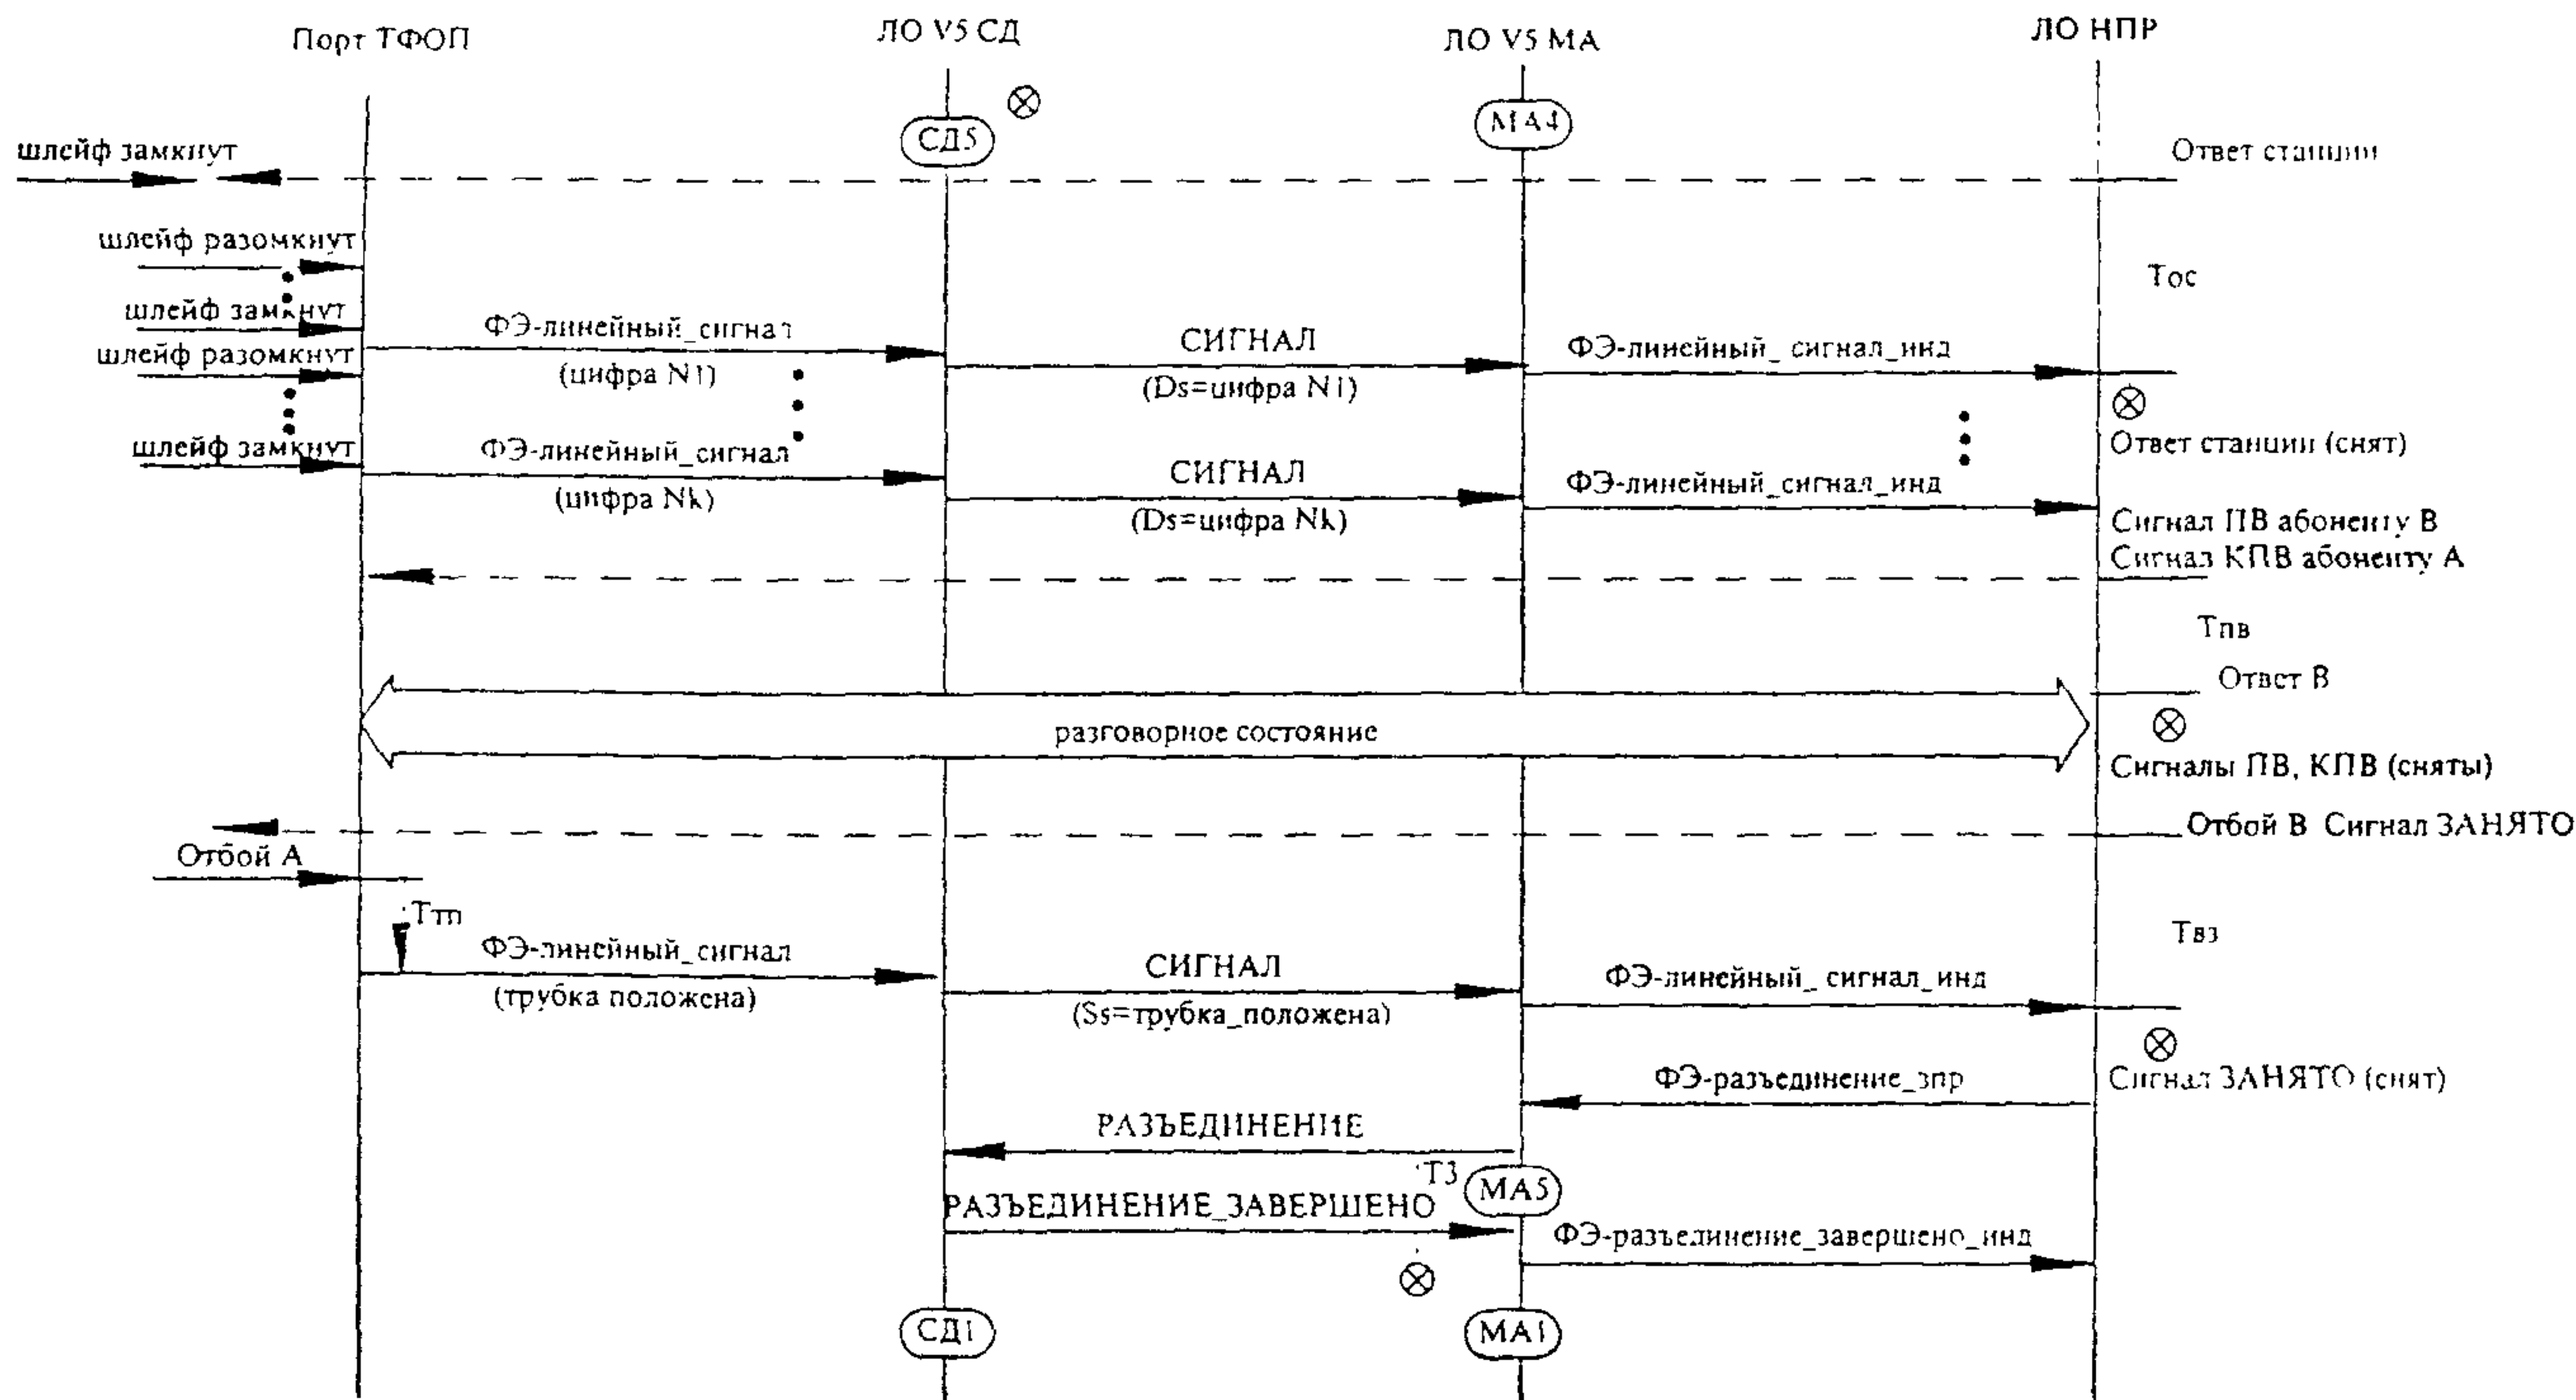 Порт ТФОП
ЛО V5 СД
ЛО V5 МА
ЛО НПР
СД5
МА4
шлейф замкнут
Ответ станции
шлейф разомкнут
Тос
шлейф замкнут
ФЭ-линейный_сигнал
(цифра N1)
СИГНАЛ
(Ds=цифра N1)
ФЭ-линейный_ сигнал_инд
шлейф разомкнут
Ответ станции (снят)
шлейф замкнут
ФЭ-линейный_сигнал
(цифра Nk)
СИГНАЛ
(Ds=цифра Nk)
ФЭ-линейный_сигнал_инд
Сигнал ПВ абоненту В
Сигнал КПВ абоненту А
Тпв
Ответ В
разговорное состояние
Сигналы ПВ, КПВ (сняты)
Отбой В Сигнал ЗАНЯТО
Отбой А
Ттп
ФЭ-линейный_сигнал
(трубка положена)
СИГНАЛ
(Ss=трубка_положена)
ФЭ-линейный_ сигнал_инд
Твз
ФЭ-разъединение_зпр
Сигнал ЗАНЯТО (снят)
РАЗЪЕДИНЕНИЕ
Т3
МА5
РАЗЪЕДИНЕНИЕ_ЗАВЕРШЕНО
ФЭ-разъединение_завершено_инд
СД1
МА1